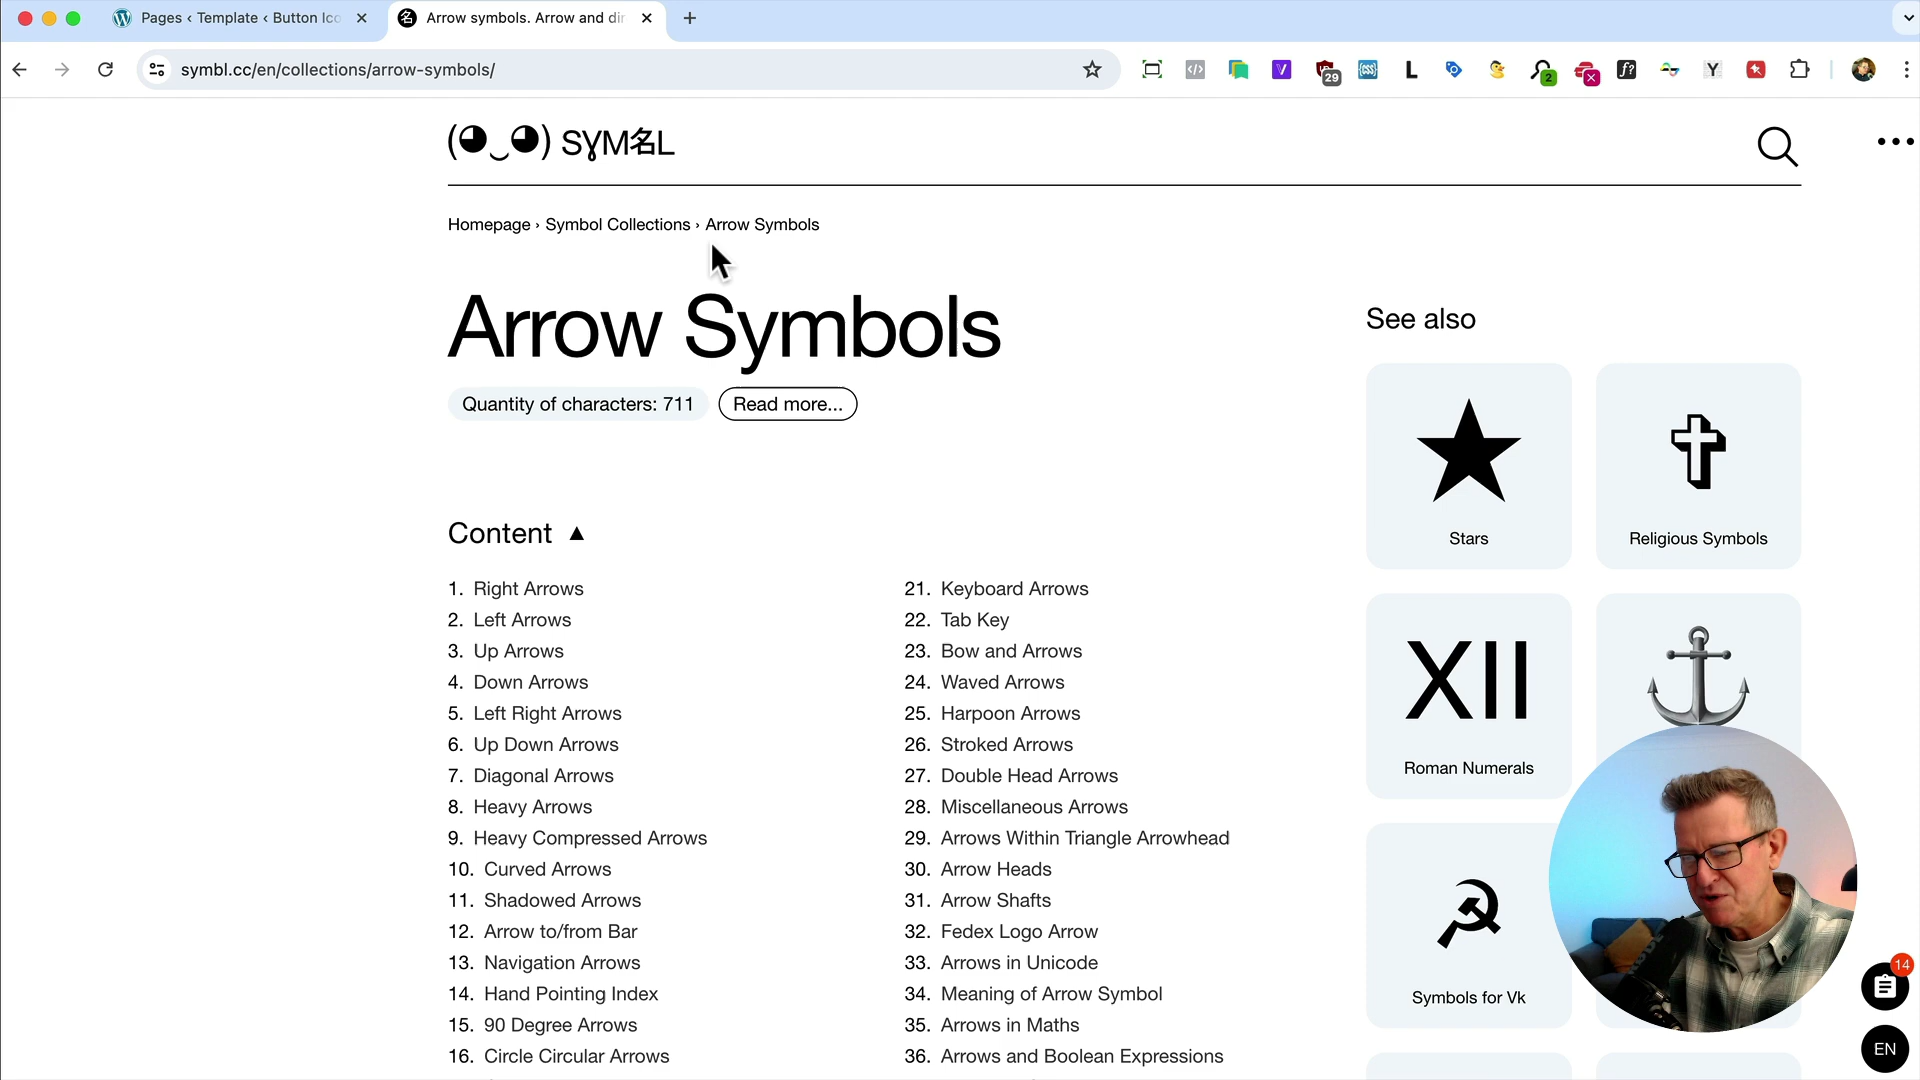 Pages ‹ Template ‹ Button Ico
Arrow symbols. Arrow and dir
symbl.cc/en/collections/arrow-symbols/
29
2
(◕‿◕) SƔM名L
Homepage › Symbol Collections › Arrow Symbols
Arrow Symbols
Quantity of characters: 711
Read more...
See also
Stars
Religious Symbols
Content ▲
1. Right Arrows
2. Left Arrows
3. Up Arrows
4. Down Arrows
5. Left Right Arrows
6. Up Down Arrows
7. Diagonal Arrows
8. Heavy Arrows
9. Heavy Compressed Arrows
10. Curved Arrows
11. Shadowed Arrows
12. Arrow to/from Bar
13. Navigation Arrows
14. Hand Pointing Index
15. 90 Degree Arrows
16. Circle Circular Arrows
21. Keyboard Arrows
22. Tab Key
23. Bow and Arrows
24. Waved Arrows
25. Harpoon Arrows
26. Stroked Arrows
27. Double Head Arrows
28. Miscellaneous Arrows
29. Arrows Within Triangle Arrowhead
30. Arrow Heads
31. Arrow Shafts
32. Fedex Logo Arrow
33. Arrows in Unicode
34. Meaning of Arrow Symbol
35. Arrows in Maths
36. Arrows and Boolean Expressions
XII
Roman Numerals
Symbols for Vk
14
EN